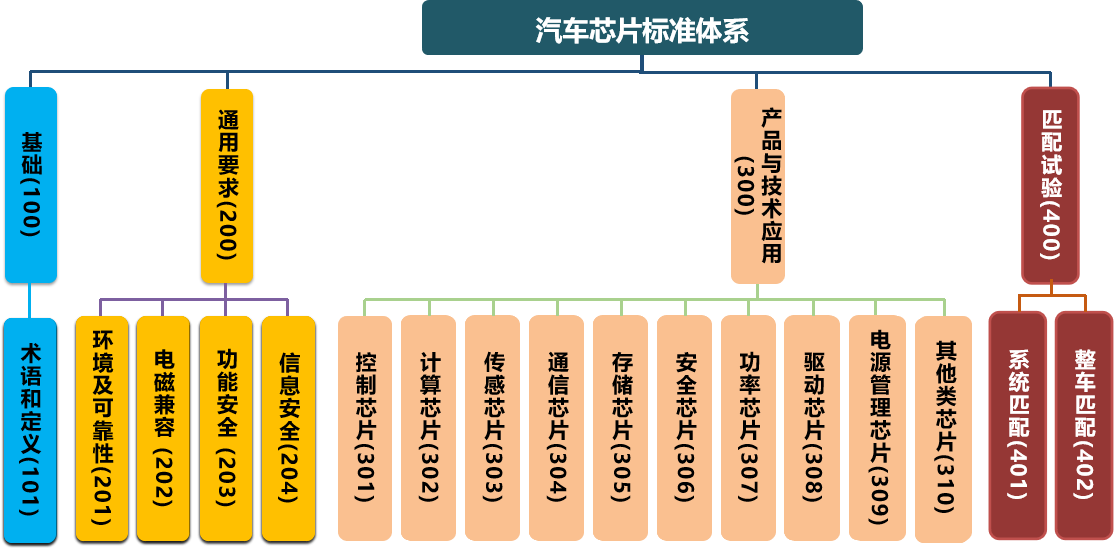 汽车芯片标准体系
基础(100)
通用要求(200)
产品与技术应用
(300)
匹配试验(400)
术语和定义(101)
环境及可靠性(201)
电磁兼容 (202)
功能安全 (203)
信息安全(204)
控制芯片(301)
计算芯片(302)
传感芯片(303)
通信芯片(304)
存储芯片(305)
安全芯片(306)
功率芯片(307)
驱动芯片(308)
电源管理芯片(309)
其他类芯片(310)
系统匹配(401)
整车匹配(402)